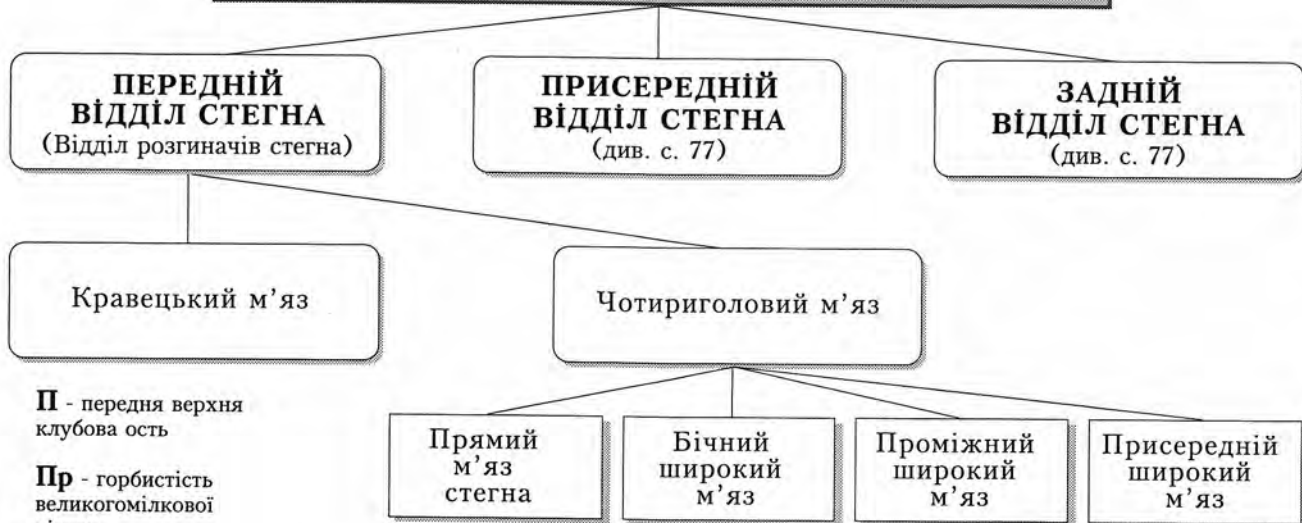 ПЕРЕДНІЙ
ВІДДІЛ СТЕГНА
(Відділ розгиначів стегна)
ПРИСЕРЕДНІЙ
ВІДДІЛ СТЕГНА
(див. с. 77)
ЗАДНІЙ
ВІДДІЛ СТЕГНА
(див. с. 77)
Кравецький м’яз
Чотириголовий м’яз
П - передня верхня
клубова ость
Пр - горбистість
великогомілкової
Прямий
м’яз
стегна
Бічний
широкий
м’яз
Проміжний
широкий
м’яз
Присередній
широкий
м’яз